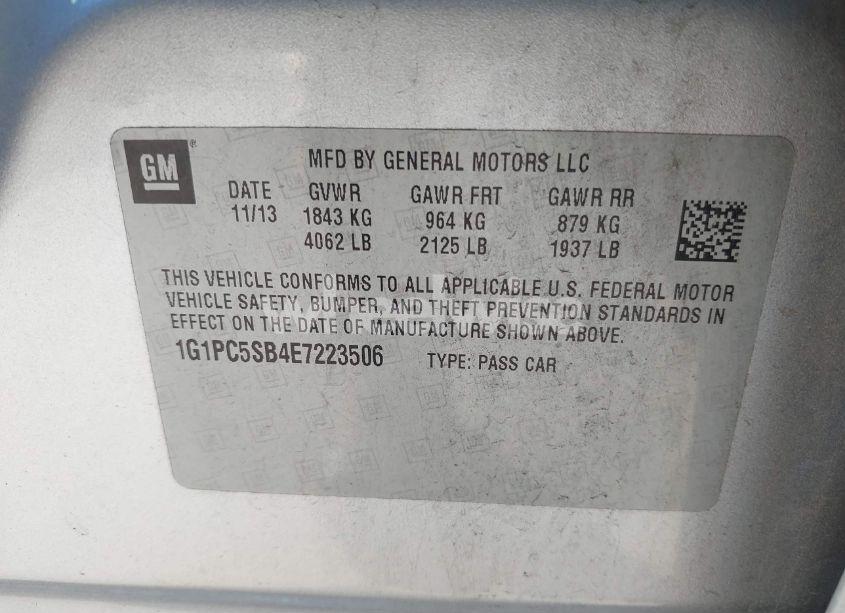 GM
MFD BY GENERAL MOTORS LLC
DATE GVWR GAWR FRT GAWR RR
11/13 1843 KG 964 KG 879 KG
4062 LB 2125 LB 1937 LB
THIS VEHICLE CONFORMS TO ALL APPLICABLE U.S. FEDERAL MOTOR
VEHICLE SAFETY, BUMPER, AND THEFT PREVENTION STANDARDS IN
EFFECT ON THE DATE OF MANUFACTURE SHOWN ABOVE.
1G1PC5SB4E7223506 TYPE: PASS CAR